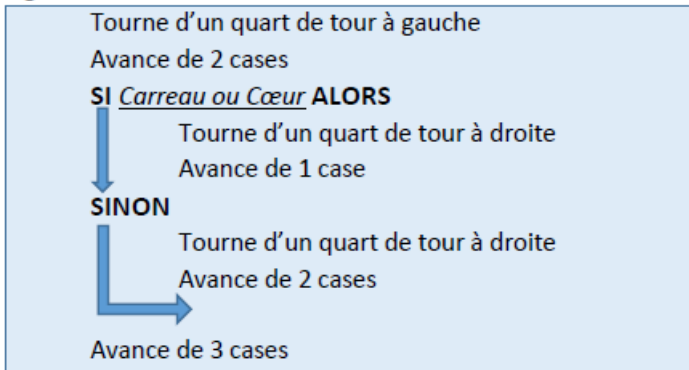 Tourne d’un quart de tour à gauche
Avance de 2 cases
SI Carreau ou Cœur ALORS
Tourne d’un quart de tour à droite
Avance de 1 case
SINON
Tourne d’un quart de tour à droite
Avance de 2 cases
Avance de 3 cases